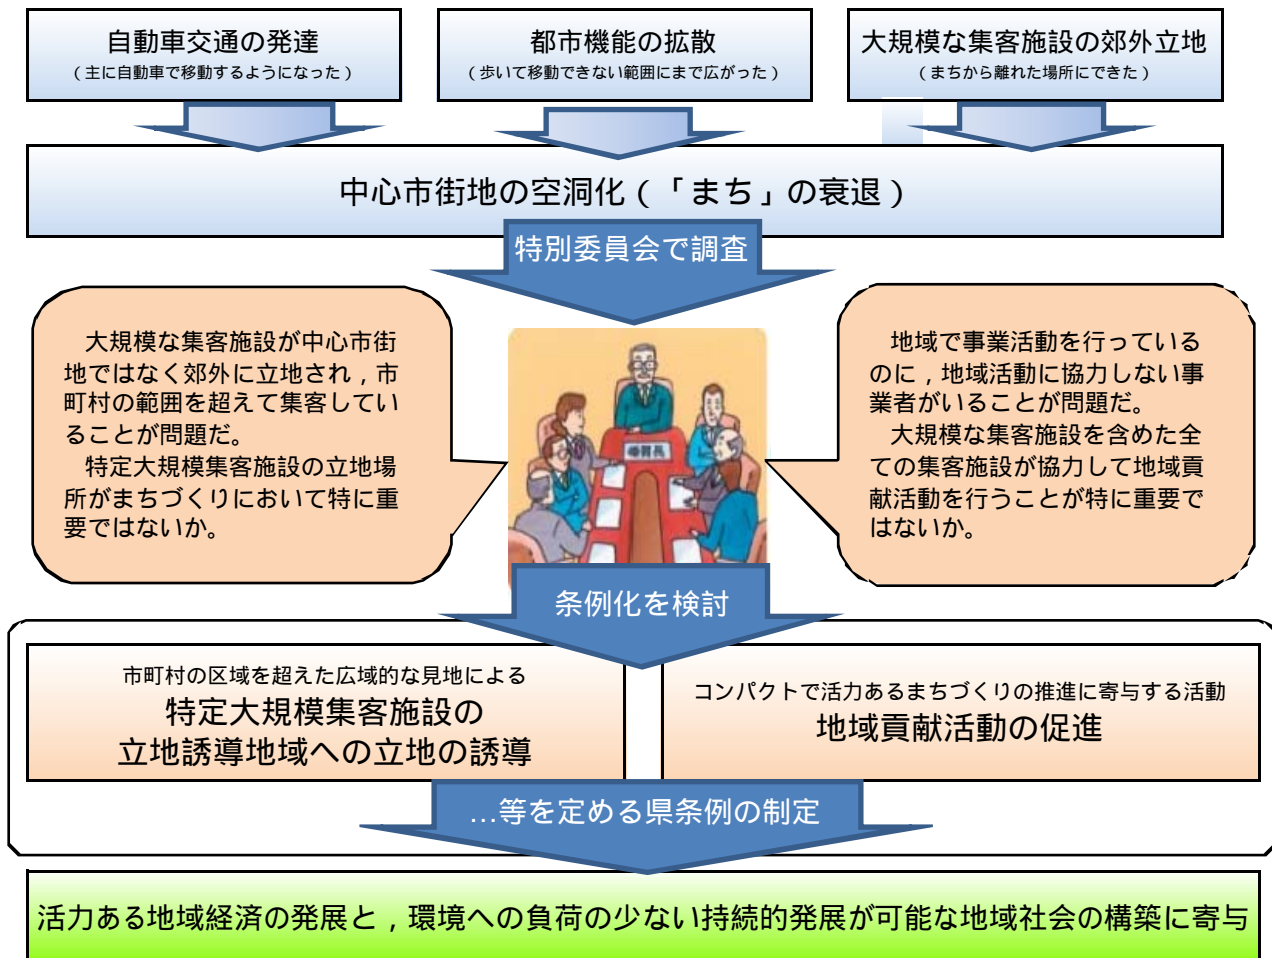 自動車交通の発達
(主に自動車で移動するようになった)
都市機能の拡散
(歩いて移動できない範囲にまで広がった)
大規模な集客施設の郊外立地
(まちから離れた場所にできた)
中心市街地の空洞化(「まち」の衰退)
特別委員会で調査
大規模な集客施設が中心市街
地ではなく郊外に立地され,市
町村の範囲を超えて集客してい
ることが問題だ。
特定大規模集客施設の立地場
所がまちづくりにおいて特に重
要ではないか。
委員長
地域で事業活動を行っている
のに,地域活動に協力しない事
業者がいることが問題だ。
大規模な集客施設を含めた全
ての集客施設が協力して地域貢
献活動を行うことが特に重要で
はないか。
条例化を検討
市町村の区域を超えた広域的な見地による
特定大規模集客施設の
立地誘導地域への立地の誘導
コンパクトで活力あるまちづくりの推進に寄与する活動
地域貢献活動の促進
…等を定める県条例の制定
活力ある地域経済の発展と,環境への負荷の少ない持続的発展が可能な地域社会の構築に寄与